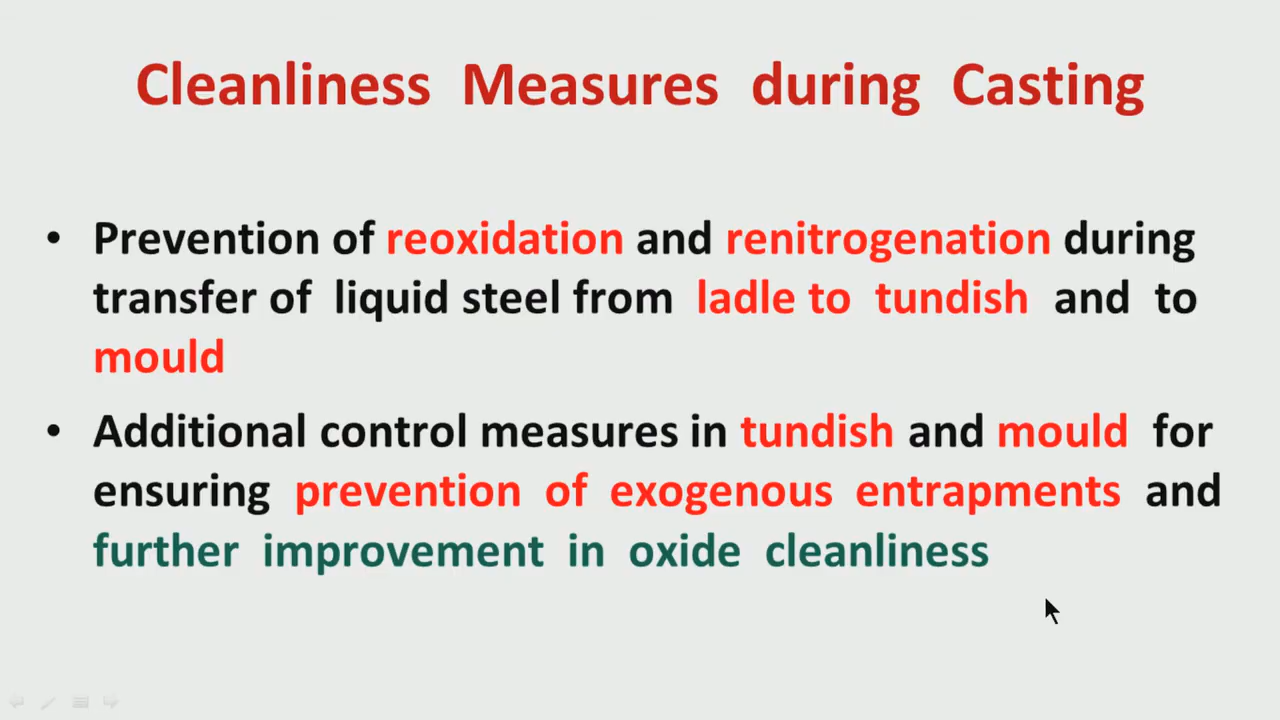 Cleanliness Measures during Casting
• Prevention of reoxidation and renitrogenation during
transfer of liquid steel from ladle to tundish and to
mould
• Additional control measures in tundish and mould for
ensuring prevention of exogenous entrapments and
further improvement in oxide cleanliness